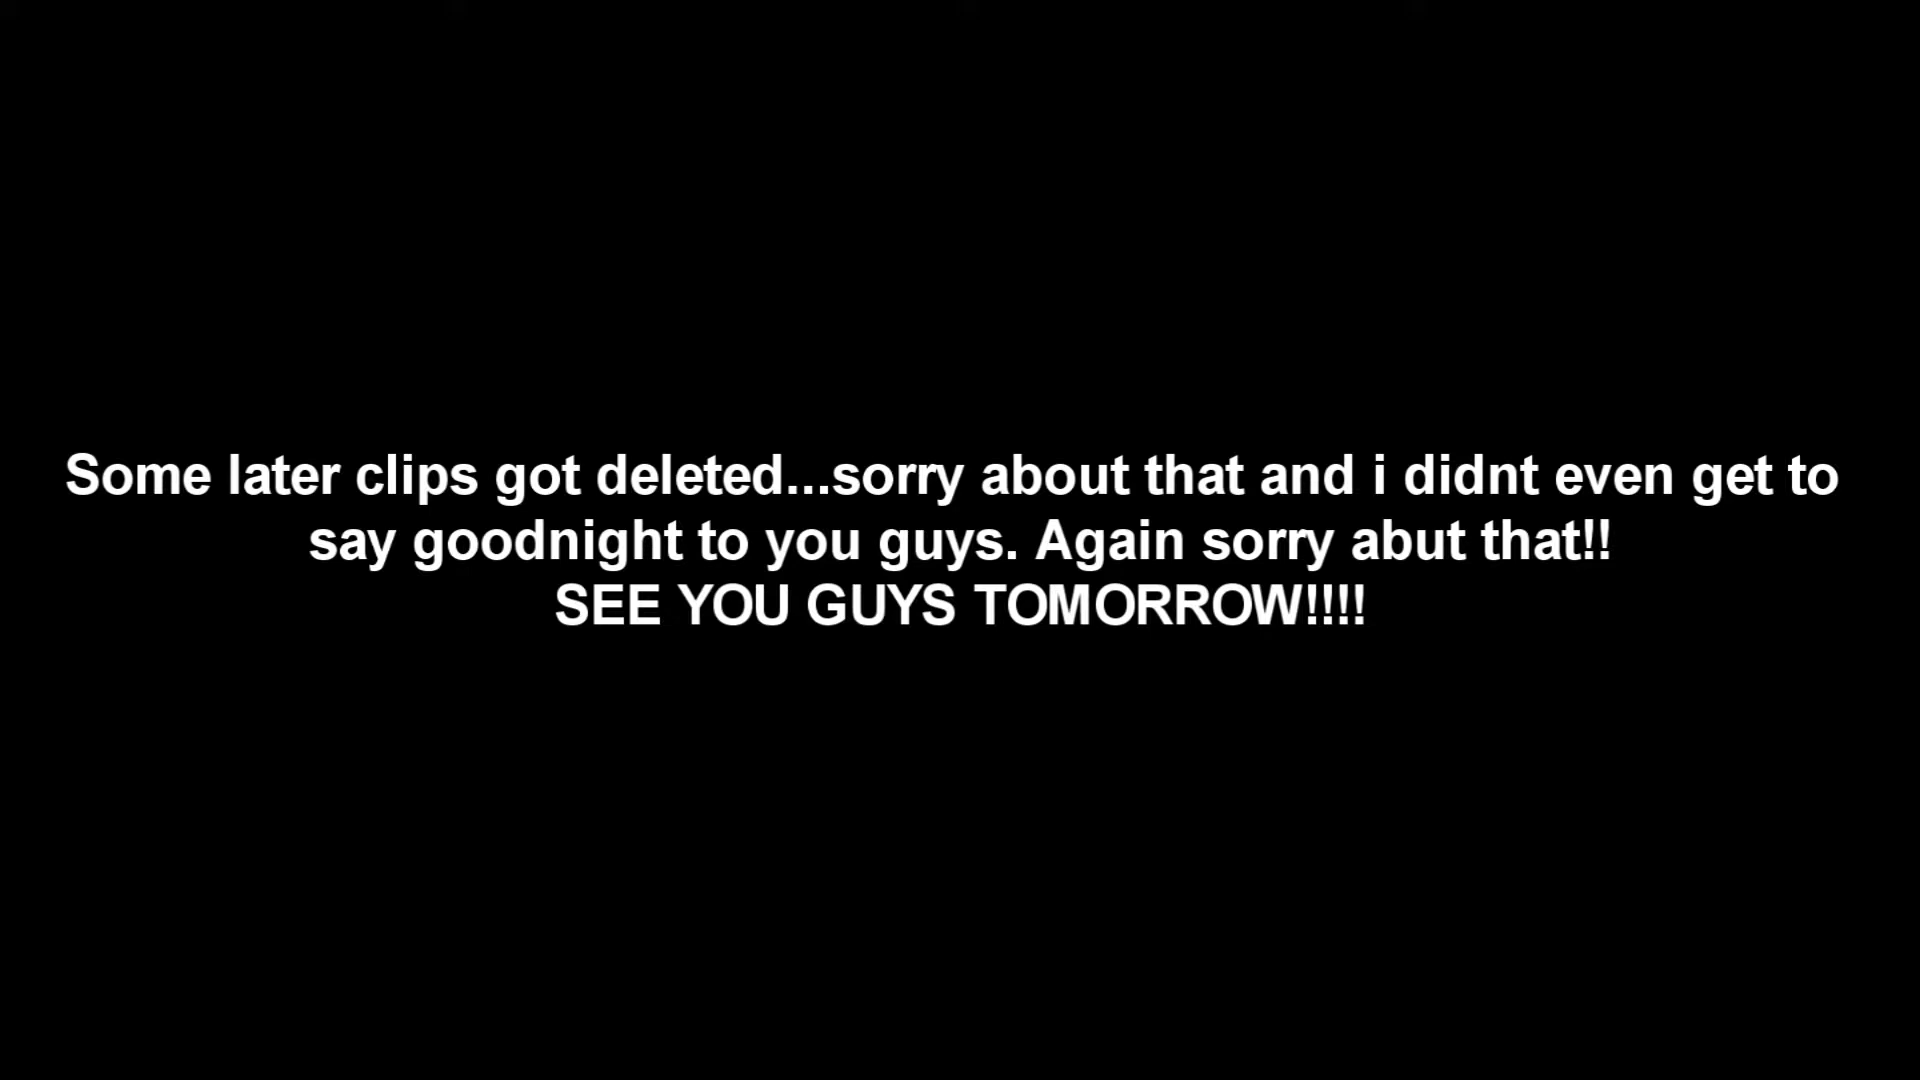 Some later clips got deleted...sorry about that and i didnt even get to
say goodnight to you guys. Again sorry abut that!!
SEE YOU GUYS TOMORROW!!!!